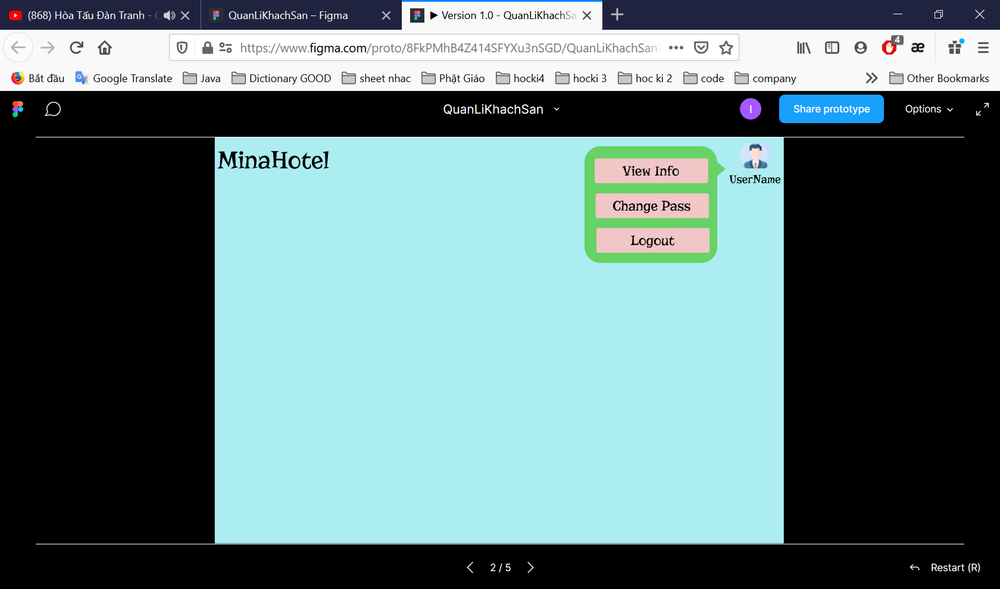 (868) Hòa Tấu Đàn Tranh -
QuanLiKhachSan – Figma
▶ Version 1.0 - QuanLiKhachSa
https://www.figma.com/proto/8FkPMhB4Z414SFYXu3nSGD/QuanLiKhachSan?
4
æ
Bắt đầu
Google Translate
Java
Dictionary GOOD
sheet nhac
Phật Giáo
hocki4
hocki 3
hoc ki 2
code
company
Other Bookmarks
QuanLiKhachSan
I
Share prototype
Options
MinaHotel
View Info
UserName
Change Pass
Logout
2 / 5
Restart (R)